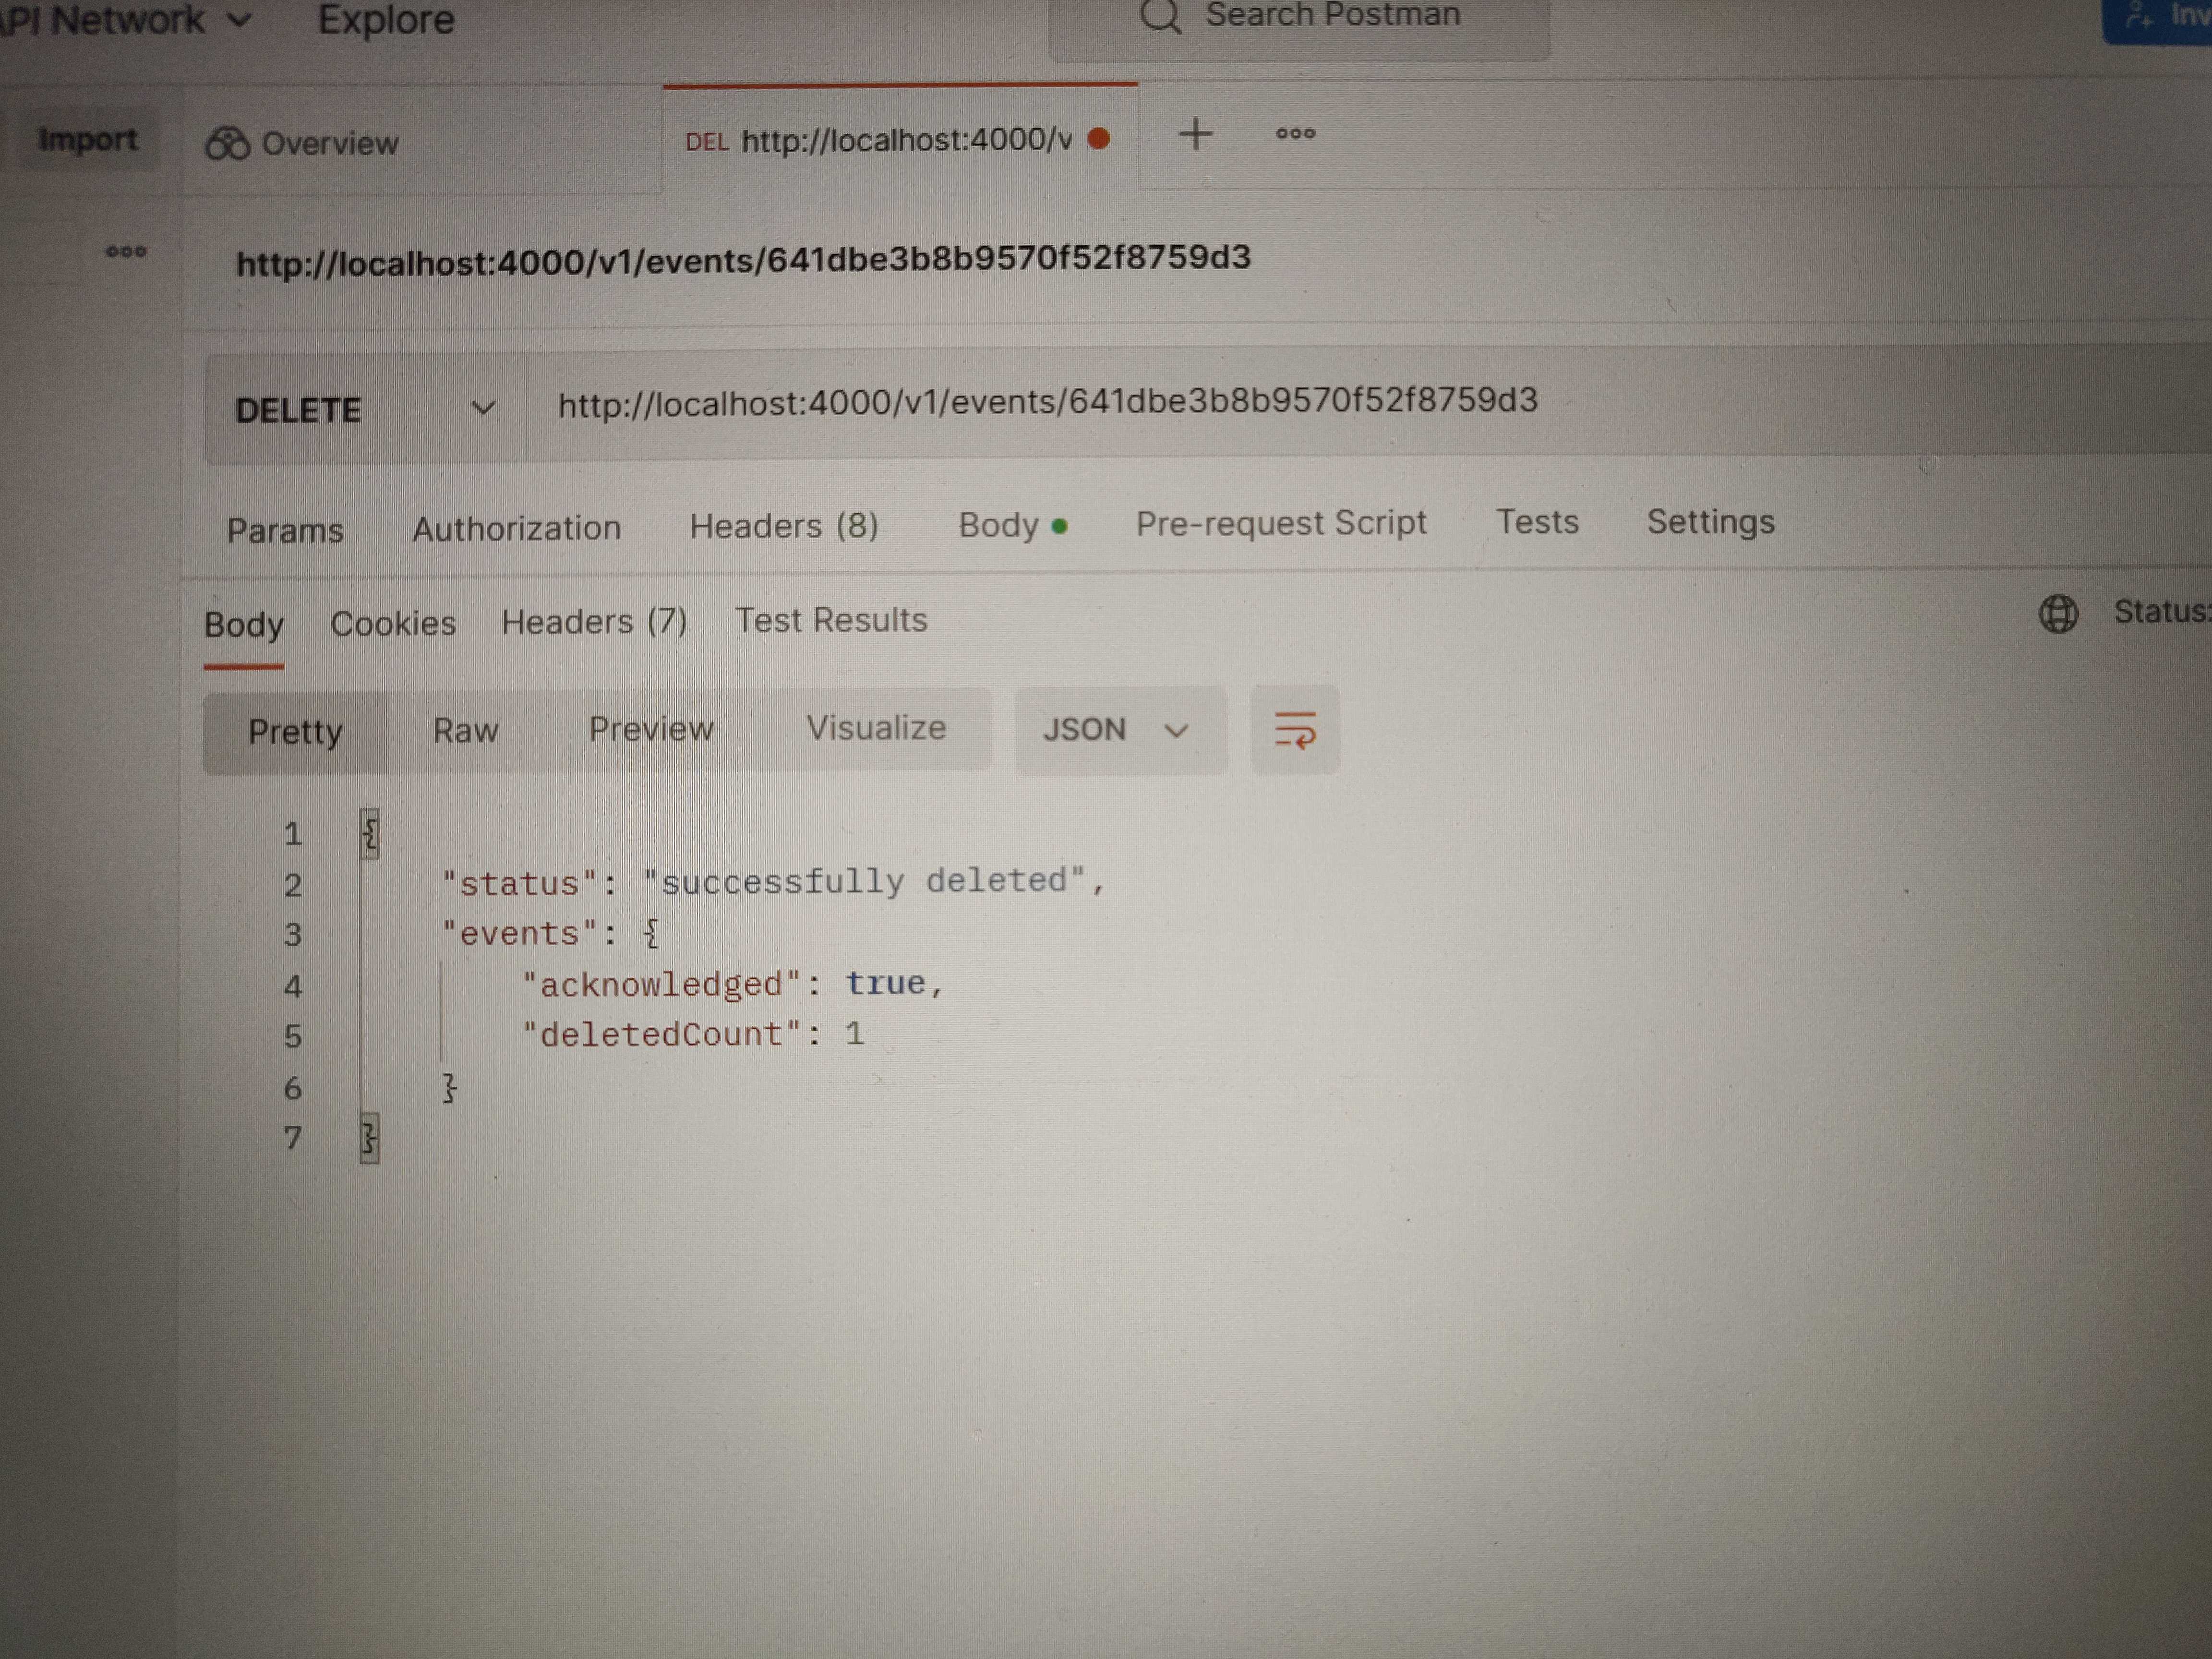 API Network Explore Search Postman Inv
Import Overview DEL http://localhost:4000/v
http://localhost:4000/v1/events/641dbe3b8b9570f52f8759d3
DELETE http://localhost:4000/v1/events/641dbe3b8b9570f52f8759d3
Params Authorization Headers (8) Body Pre-request Script Tests Settings
Body Cookies Headers (7) Test Results Status:
Pretty Raw Preview Visualize JSON
1 {
2 "status": "successfully deleted",
3 "events": {
4 "acknowledged": true,
5 "deletedCount": 1
6 }
7 }